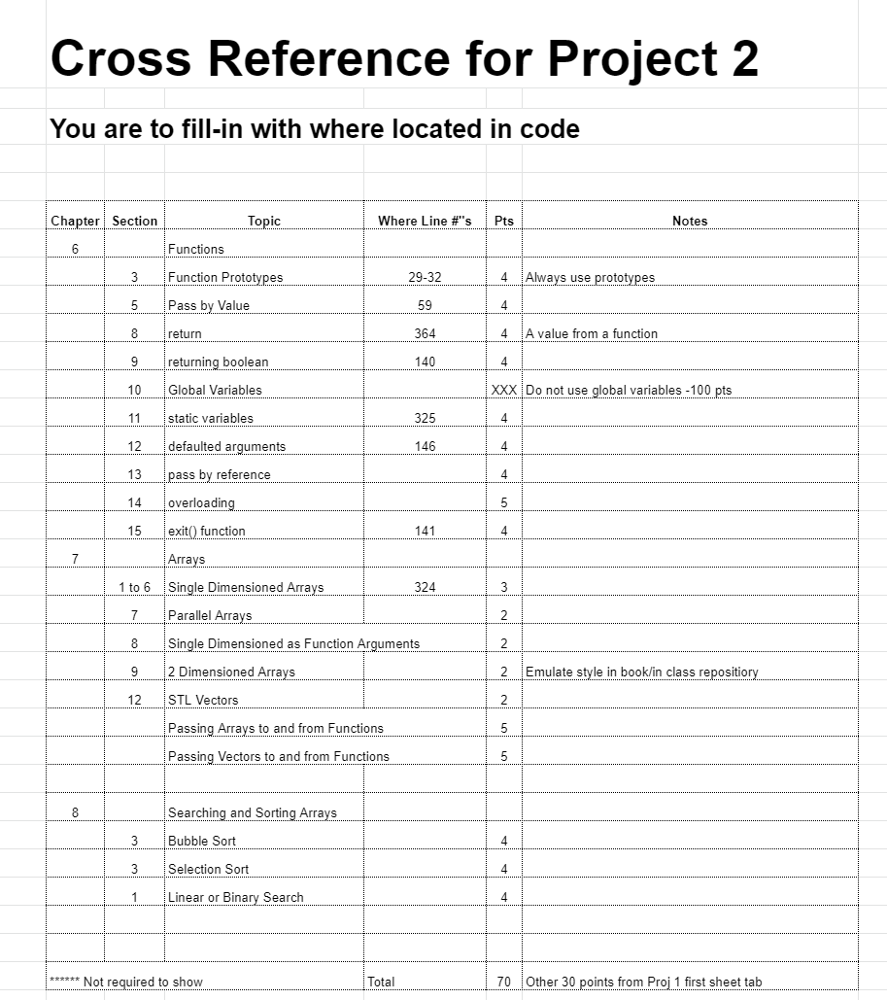 Cross Reference for Project 2
You are to fill-in with where located in code
Chapter Section Topic Where Line #"s Pts Notes
6 Functions
3 Function Prototypes 29-32 4 Always use prototypes
5 Pass by Value 59 4
8 return 364 4 A value from a function
9 returning boolean 140 4
10 Global Variables XXX Do not use global variables -100 pts
11 static variables 325 4
12 defaulted arguments 146 4
13 pass by reference 4
14 overloading 5
15 exit() function 141 4
7 Arrays
1 to 6 Single Dimensioned Arrays 324 3
7 Parallel Arrays 2
8 Single Dimensioned as Function Arguments 2
9 2 Dimensioned Arrays 2 Emulate style in book/in class repositiory
12 STL Vectors 2
Passing Arrays to and from Functions 5
Passing Vectors to and from Functions 5
8 Searching and Sorting Arrays
3 Bubble Sort 4
3 Selection Sort 4
1 Linear or Binary Search 4
****** Not required to show Total 70 Other 30 points from Proj 1 first sheet tab